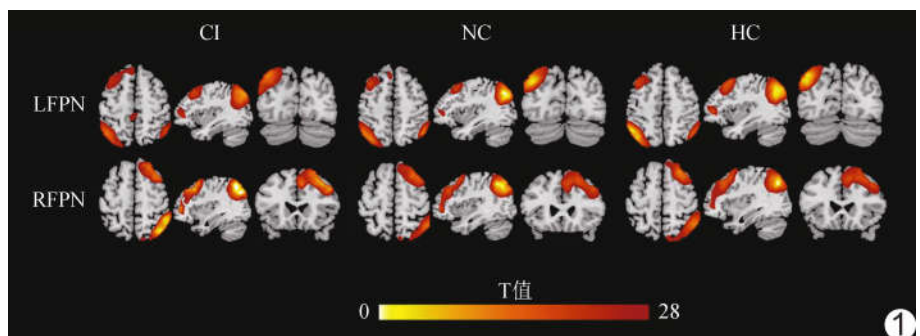 CI NC HC
LFPN
RFPN
T值
0 28
1